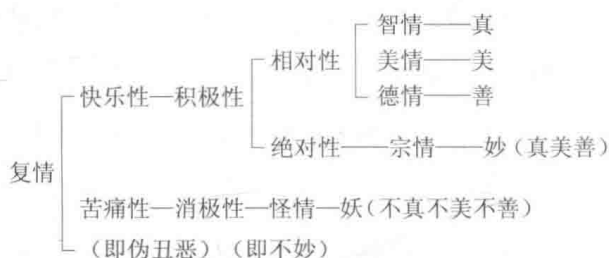 智情——真
相对性 美情——美
快乐性—积极性 德情——善
绝对性——宗情——妙（真美善）
复情
苦痛性—消极性—怪情—妖（不真不美不善）
（即伪丑恶）（即不妙）